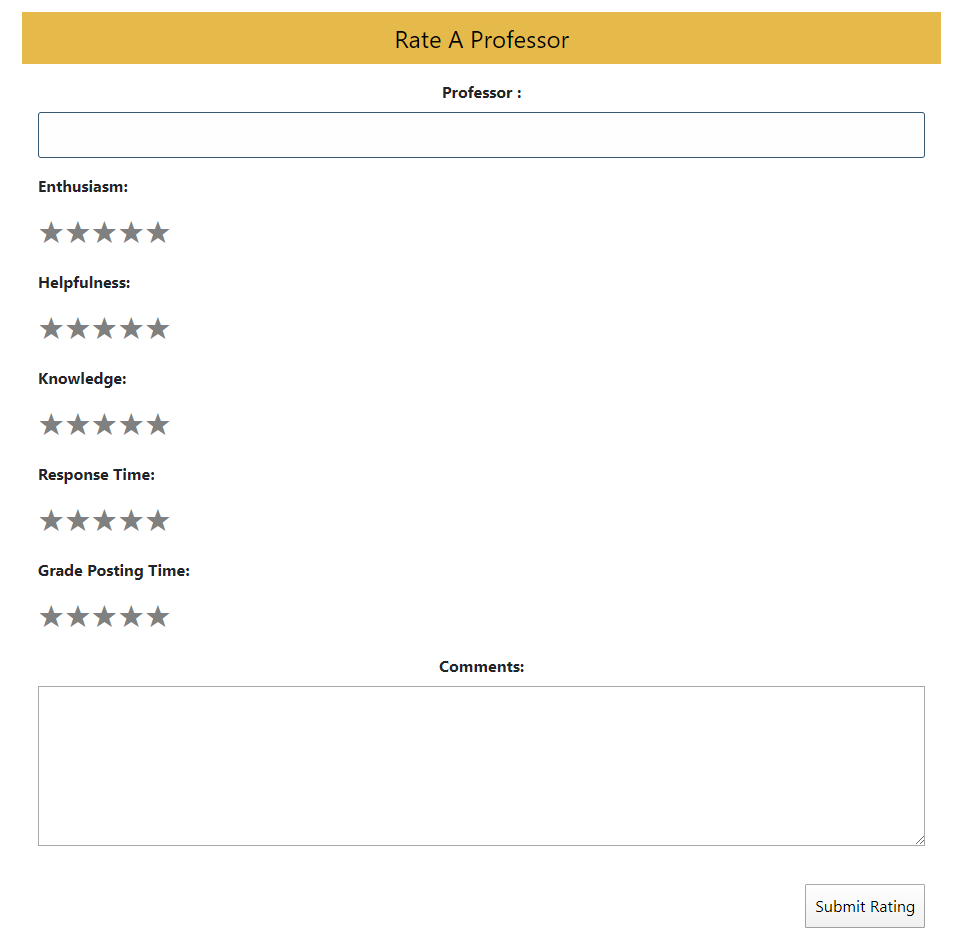 Rate A Professor
Professor :
Enthusiasm:
★★★★★
Helpfulness:
★★★★★
Knowledge:
★★★★★
Response Time:
★★★★★
Grade Posting Time:
★★★★★
Comments:
Submit Rating